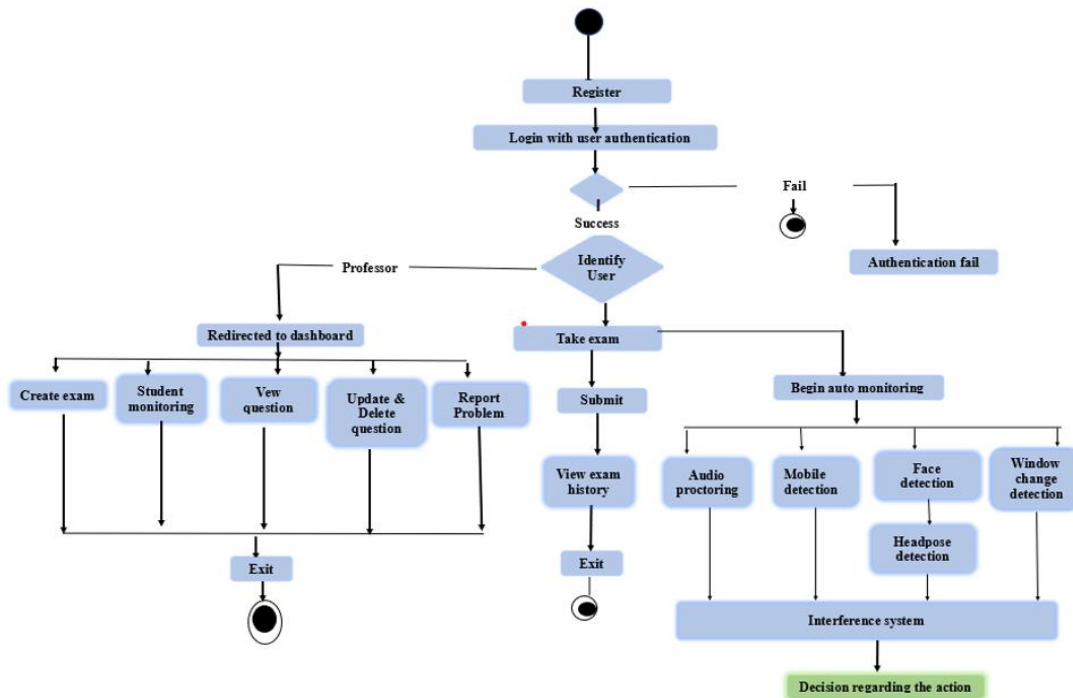 Register
Login with user authentication
Fail
Success
Authentication fail
Professor
Identify
User
Redirected to dashboard
Take exam
Create exam
Student
monitoring
Vew
question
Update &
Delete
question
Report
Problem
Submit
Begin auto monitoring
View exam
history
Audio
proctoring
Mobile
detection
Face
detection
Window
change
detection
Headpose
detection
Exit
Exit
Interference system
Decision regarding the action